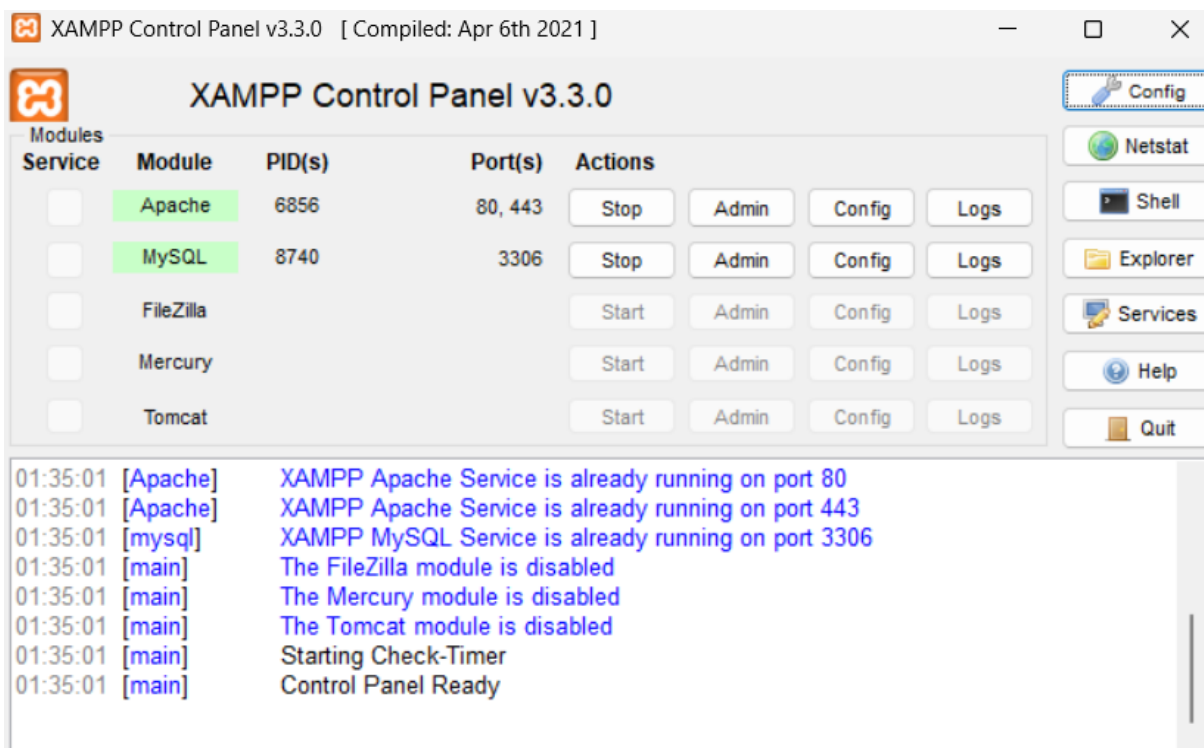 XAMPP Control Panel v3.3.0 [ Compiled: Apr 6th 2021 ]
XAMPP Control Panel v3.3.0
Config
Modules
Service Module PID(s) Port(s) Actions
Netstat
Apache 6856 80, 443 Stop Admin Config Logs
Shell
MySQL 8740 3306 Stop Admin Config Logs
Explorer
FileZilla Start Admin Config Logs
Services
Mercury Start Admin Config Logs
Help
Tomcat Start Admin Config Logs
Quit
01:35:01 [Apache] XAMPP Apache Service is already running on port 80
01:35:01 [Apache] XAMPP Apache Service is already running on port 443
01:35:01 [mysql] XAMPP MySQL Service is already running on port 3306
01:35:01 [main] The FileZilla module is disabled
01:35:01 [main] The Mercury module is disabled
01:35:01 [main] The Tomcat module is disabled
01:35:01 [main] Starting Check-Timer
01:35:01 [main] Control Panel Ready